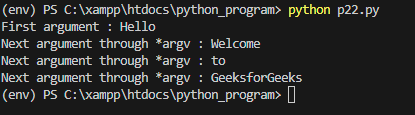 (env) PS C:\xampp\htdocs\python_program> python p22.py
First argument : Hello
Next argument through *argv : Welcome
Next argument through *argv : to
Next argument through *argv : GeeksforGeeks
(env) PS C:\xampp\htdocs\python_program>